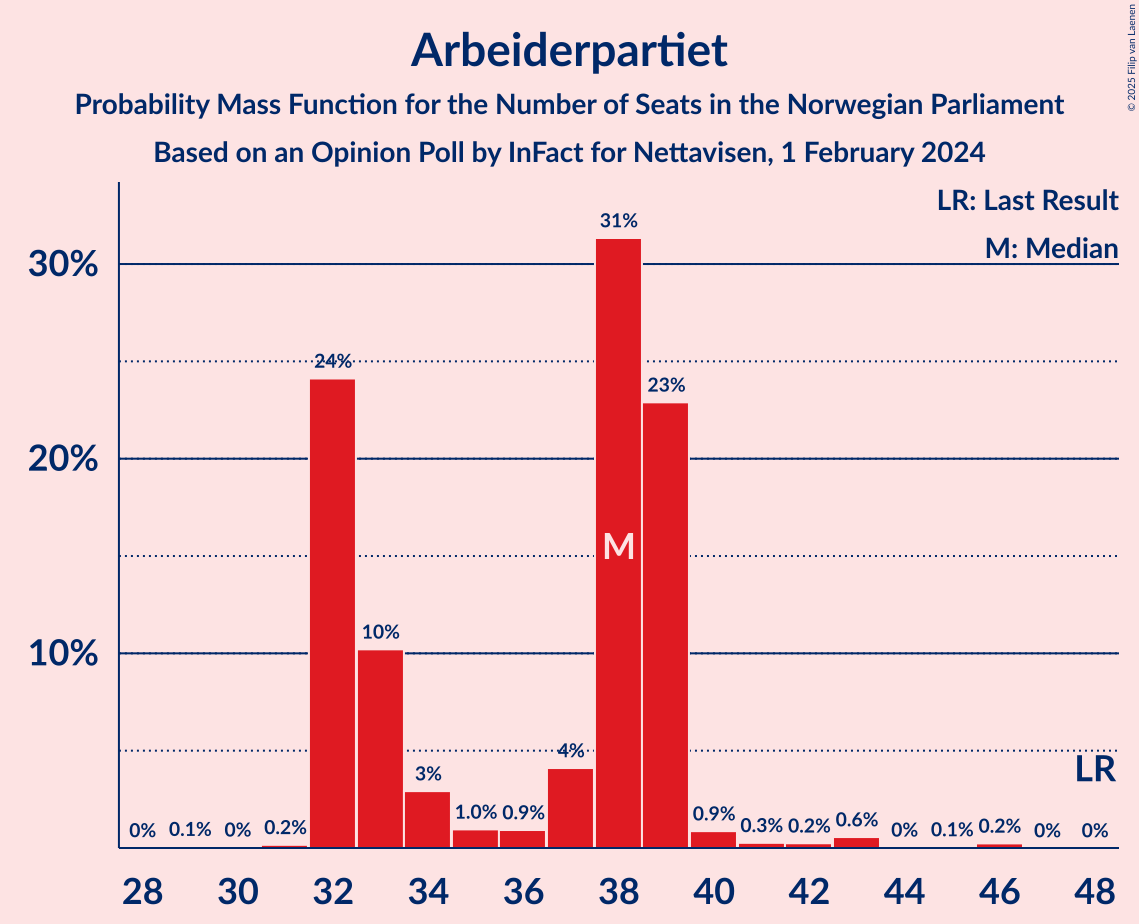 Arbeiderpartiet
Probability Mass Function for the Number of Seats in the Norwegian Parliament
Based on an Opinion Poll by InFact for Nettavisen, 1 February 2024
© 2025 Filip van Laenen
LR: Last Result
M: Median
30%
20%
10%
0%
0.1%
0%
0.2%
24%
10%
3%
1.0%
0.9%
4%
31%
23%
0.9%
0.3%
0.2%
0.6%
0%
0.1%
0.2%
0%
0%
M
LR
28 30 32 34 36 38 40 42 44 46 48